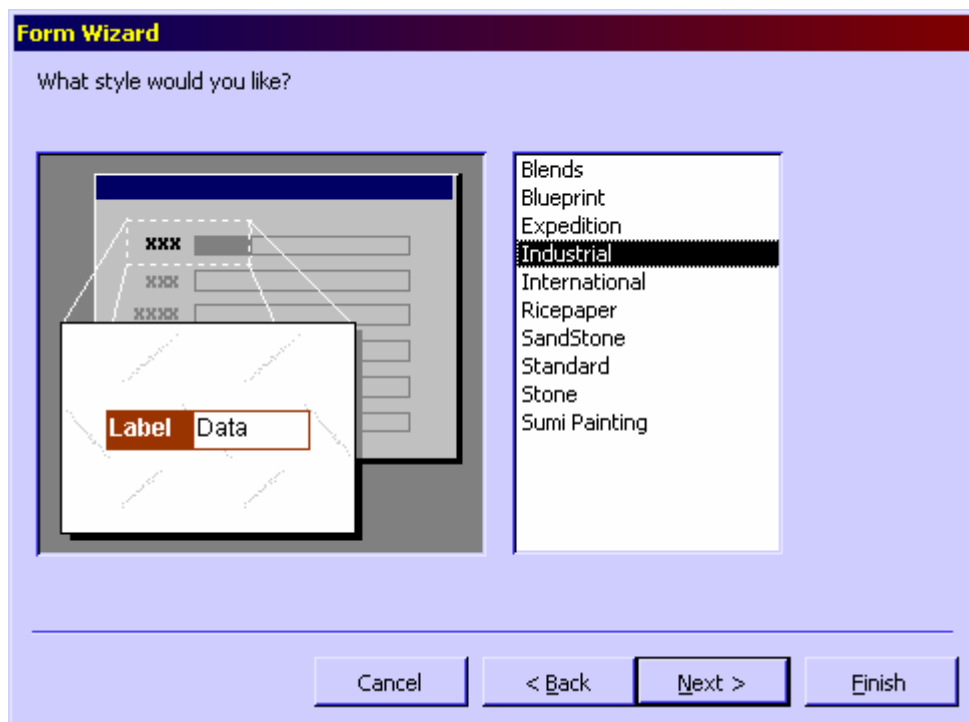 Form Wizard
What style would you like?
xxx
xxx
xxxx
Label Data
Blends
Blueprint
Expedition
Industrial
International
Ricepaper
SandStone
Standard
Stone
Sumi Painting
Cancel < Back Next > Finish